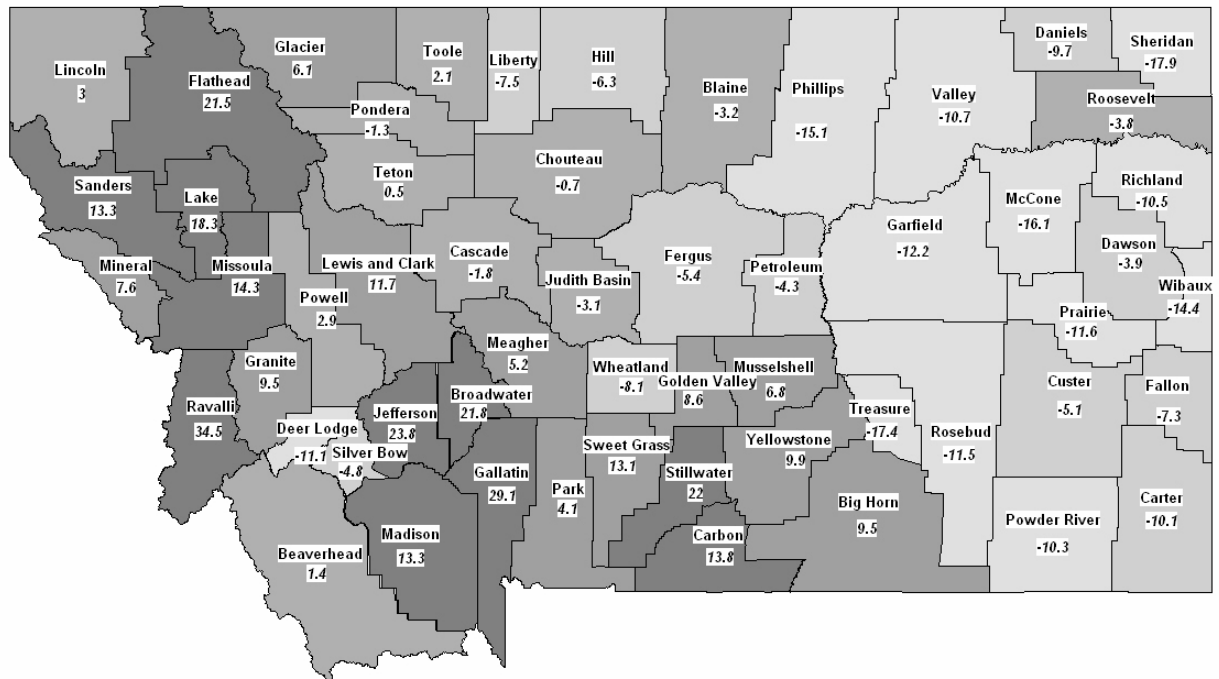 Lincoln
3
Flathead
21.5
Glacier
6.1
Toole
2.1
Liberty
-7.5
Hill
-6.3
Blaine
-3.2
Phillips
-15.1
Valley
-10.7
Daniels
-9.7
Sheridan
-17.9
Roosevelt
-3.8
Pondera
-1.3
Teton
0.5
Chouteau
-0.7
Sanders
13.3
Lake
18.3
Richland
-10.5
McCone
-16.1
Garfield
-12.2
Dawson
-3.9
Mineral
7.6
Missoula
14.3
Lewis and Clark
11.7
Powell
2.9
Cascade
-1.8
Judith Basin
-3.1
Fergus
-5.4
Petroleum
-4.3
Wibaux
-14.4
Prairie
-11.6
Granite
9.5
Meagher
5.2
Wheatland
-8.1
Golden Valley
8.6
Musselshell
6.8
Custer
-5.1
Fallon
-7.3
Ravalli
34.5
Deer Lodge
-11.1
Silver Bow
-4.8
Jefferson
23.8
Broadwater
21.8
Treasure
-17.4
Rosebud
-11.5
Sweet Grass
13.1
Yellowstone
9.9
Gallatin
29.1
Park
4.1
Stillwater
22
Big Horn
9.5
Carter
-10.1
Powder River
-10.3
Madison
13.3
Carbon
13.8
Beaverhead
1.4